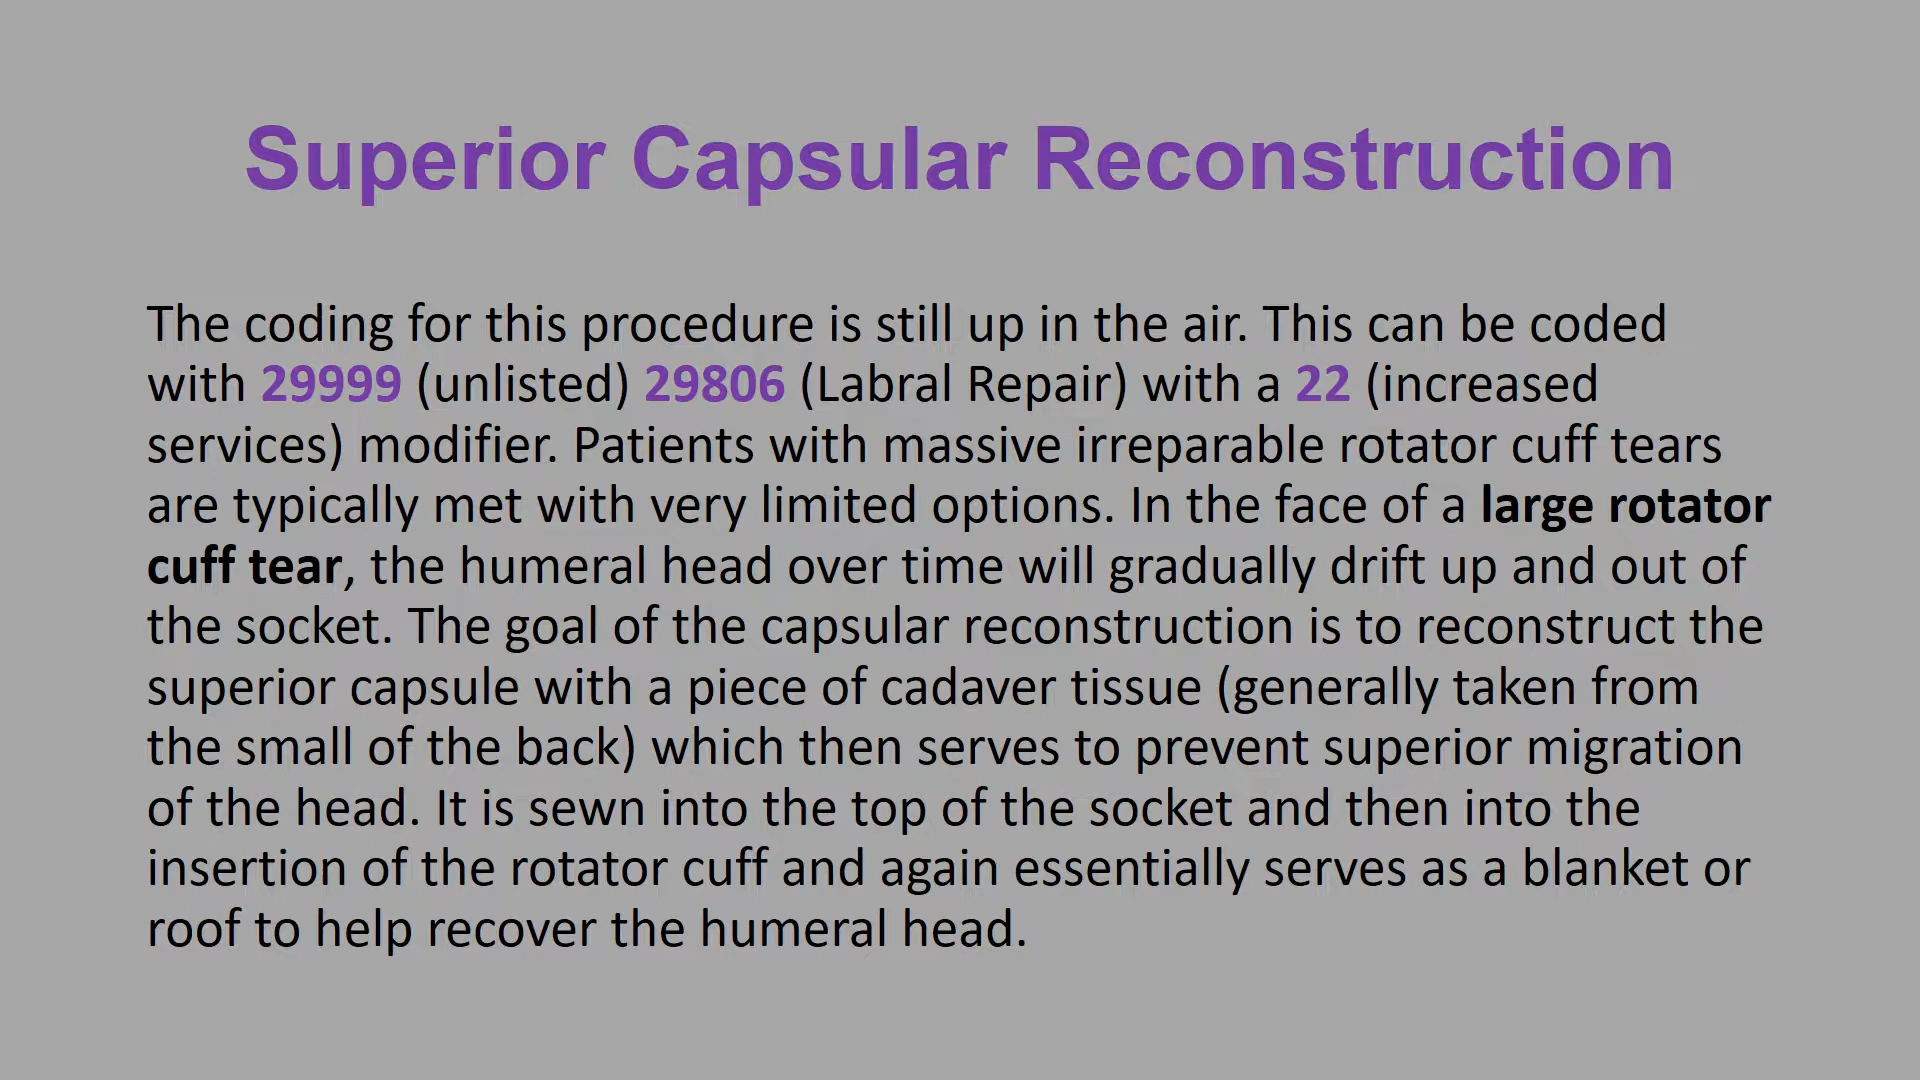 Superior Capsular Reconstruction
The coding for this procedure is still up in the air. This can be coded
with 29999 (unlisted) 29806 (Labral Repair) with a 22 (increased
services) modifier. Patients with massive irreparable rotator cuff tears
are typically met with very limited options. In the face of a large rotator
cuff tear, the humeral head over time will gradually drift up and out of
the socket. The goal of the capsular reconstruction is to reconstruct the
superior capsule with a piece of cadaver tissue (generally taken from
the small of the back) which then serves to prevent superior migration
of the head. It is sewn into the top of the socket and then into the
insertion of the rotator cuff and again essentially serves as a blanket or
roof to help recover the humeral head.